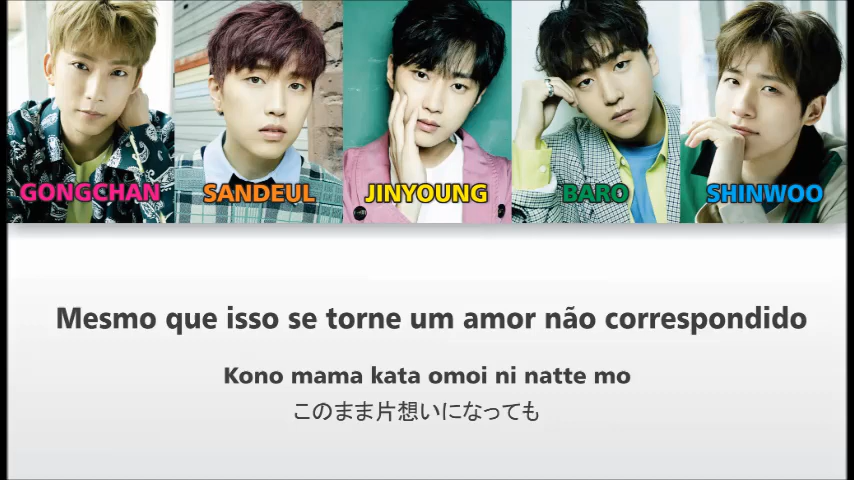 GONGCHAN SANDEUL JINYOUNG BARO SHINWOO
Mesmo que isso se torne um amor não correspondido
Kono mama kata omoi ni natte mo
このまま片想いになっても